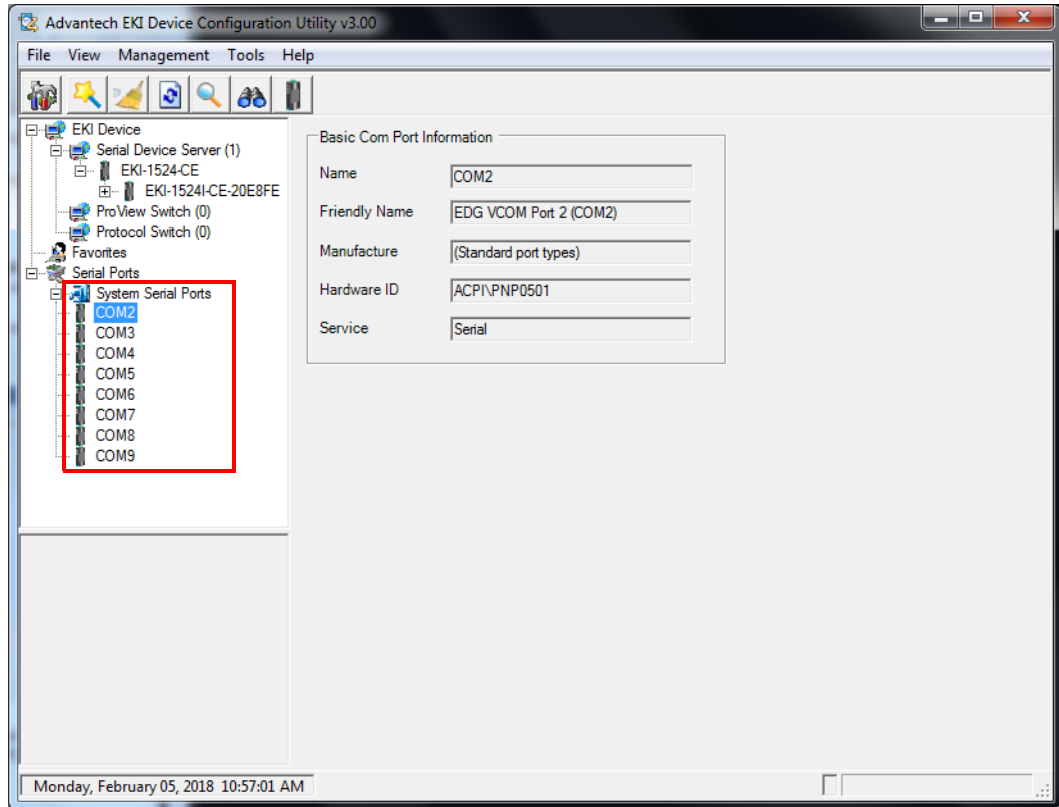 Advantech EKI Device Configuration Utility v3.00
File View Management Tools Help
EKI Device
Serial Device Server (1)
EKI-1524-CE
EKI-1524I-CE-20E8FE
ProView Switch (0)
Protocol Switch (0)
Favorites
Serial Ports
System Serial Ports
COM2
COM3
COM4
COM5
COM6
COM7
COM8
COM9
Basic Com Port Information
Name COM2
Friendly Name EDG VCOM Port 2 (COM2)
Manufacture (Standard port types)
Hardware ID ACPI\PNP0501
Service Serial
Monday, February 05, 2018 10:57:01 AM